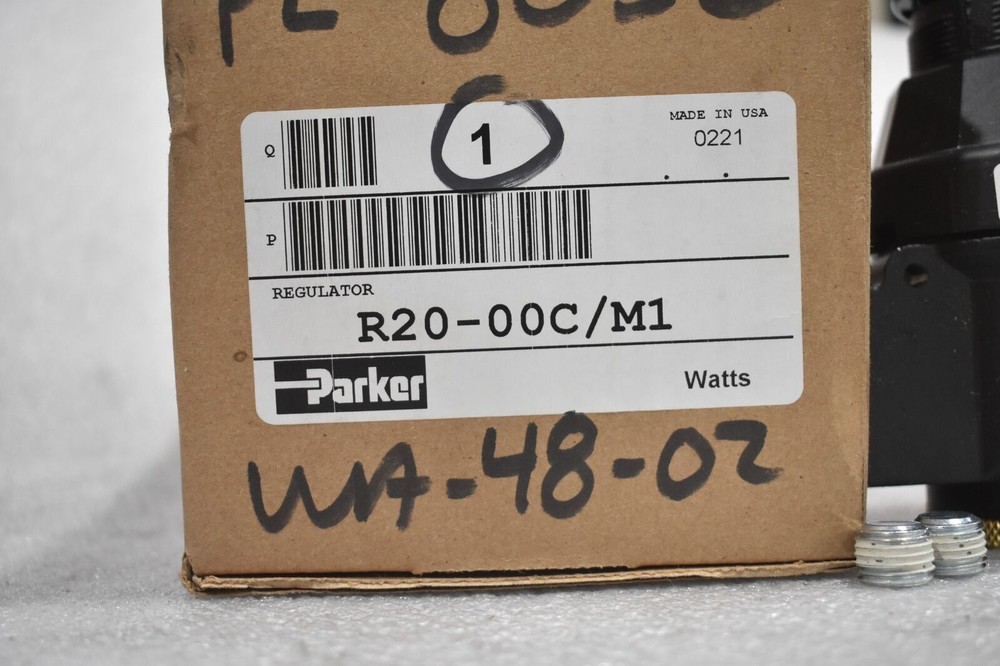 Q 1 MADE IN USA
0221
P
REGULATOR
R20-00C/M1
Parker Watts
WA-48-02